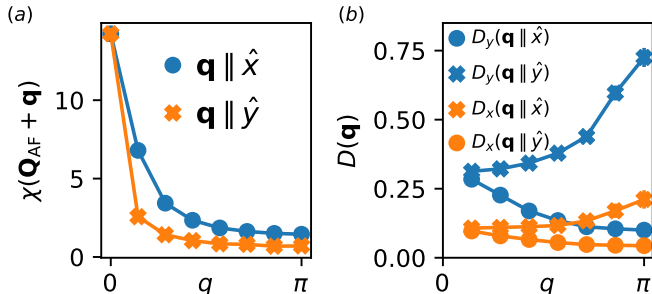 (a)
χ(Q_AF + q)
10
5
0
q ∥ x̂
q ∥ ŷ
0
q
π
(b)
D(q)
0.75
0.50
0.25
0.00
D_y(q ∥ x̂)
D_y(q ∥ ŷ)
D_x(q ∥ x̂)
D_x(q ∥ ŷ)
0
q
π